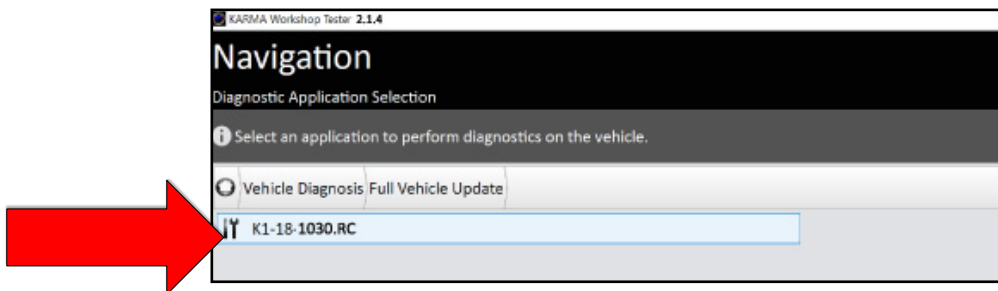 KARMA Workshop Tester 2.1.4
Navigation
Diagnostic Application Selection
Select an application to perform diagnostics on the vehicle.
Vehicle Diagnosis Full Vehicle Update
K1-18-1030.RC